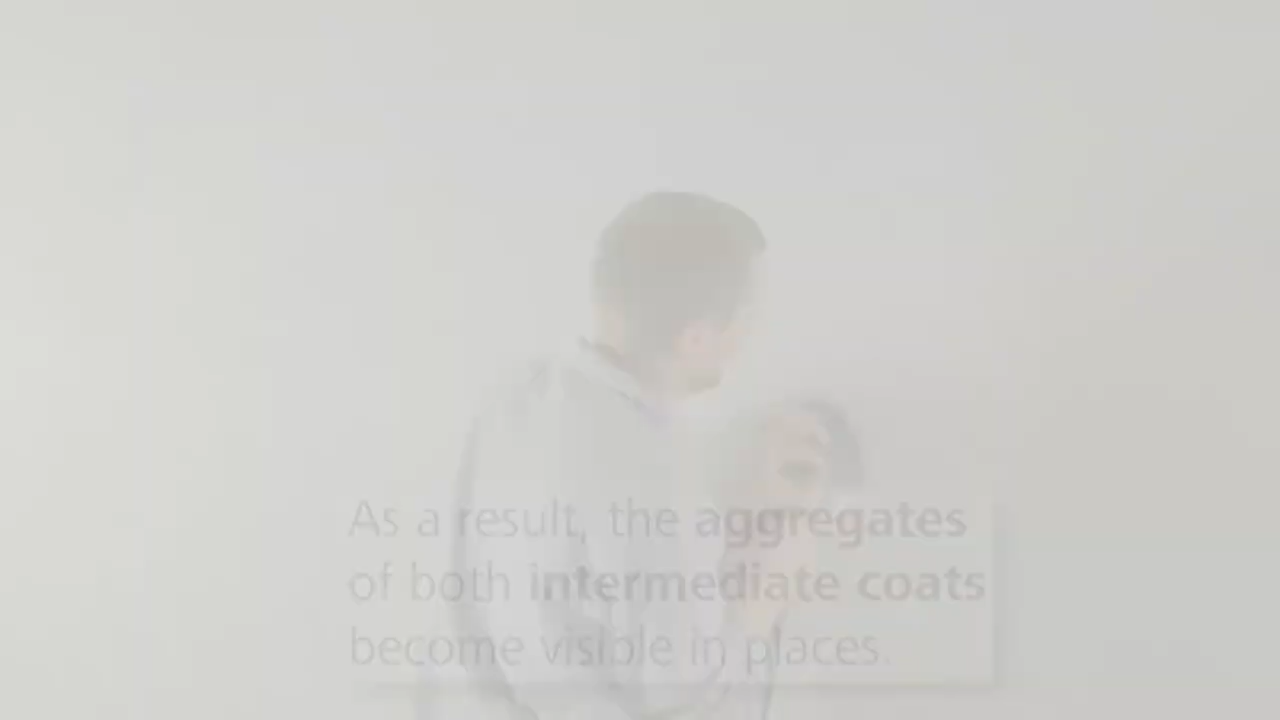 As a result, the aggregates
of both intermediate coats
become visible in places.